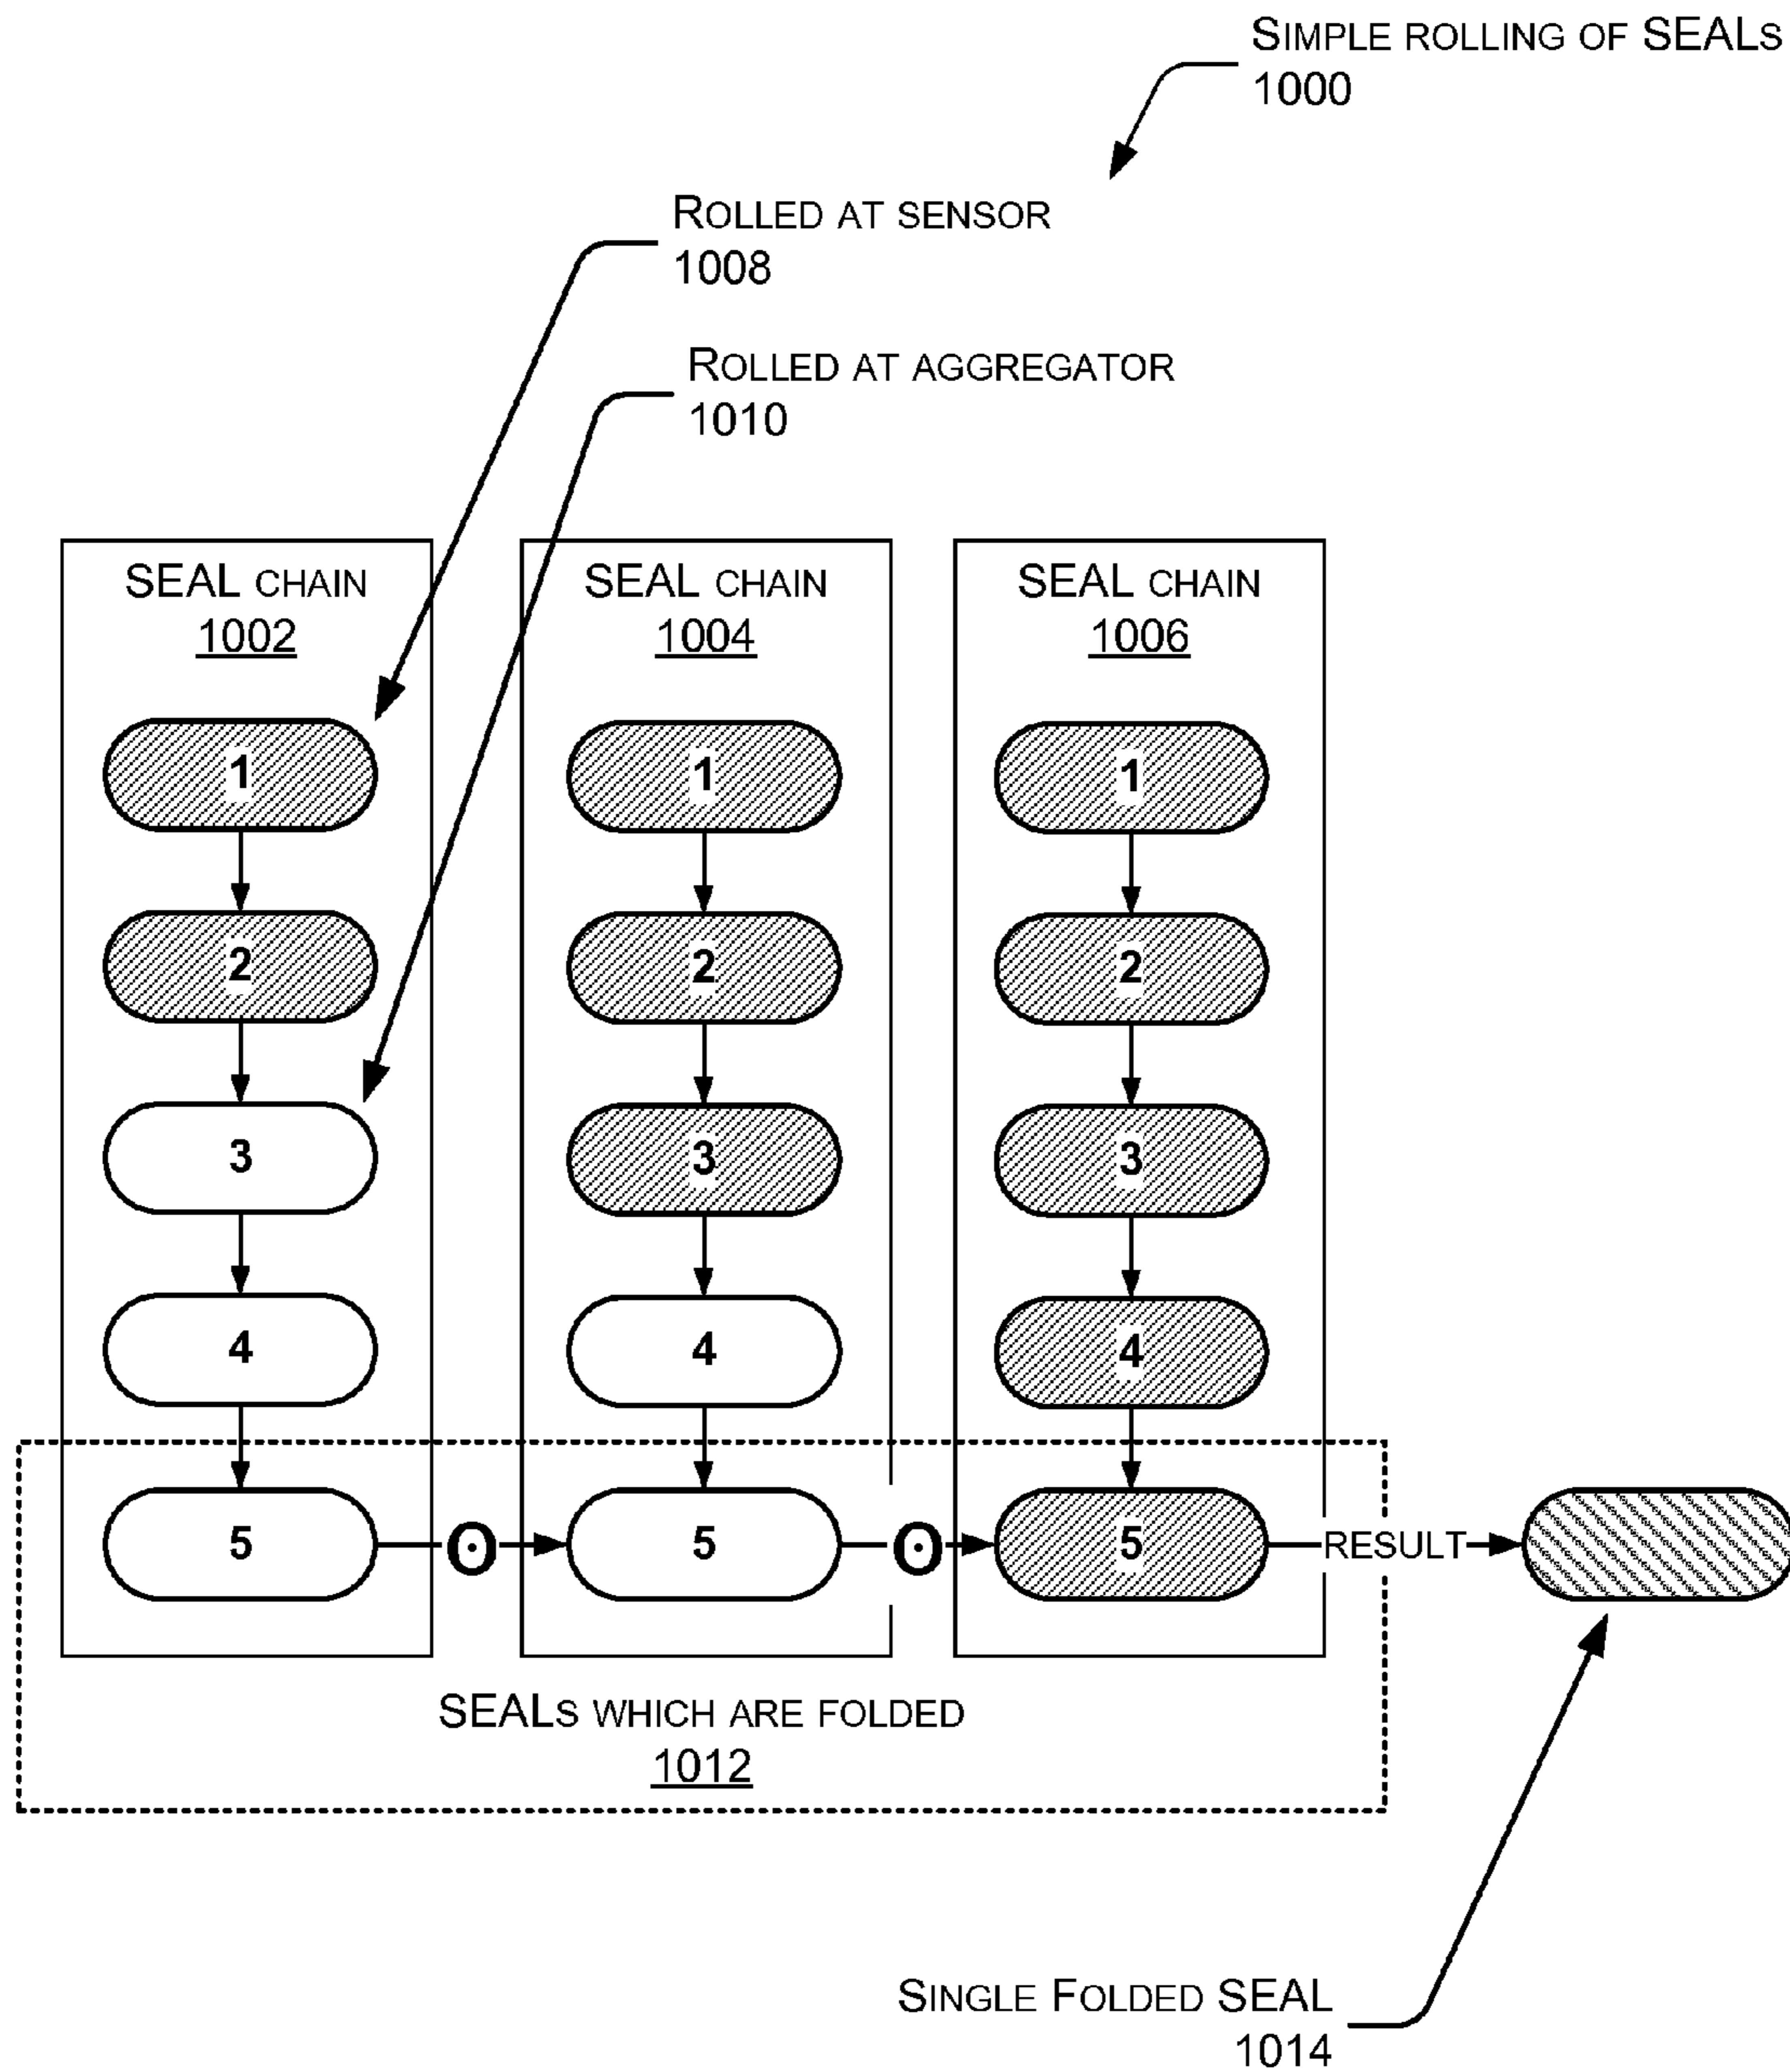 SIMPLE ROLLING OF SEALS
1000
ROLLED AT SENSOR
1008
ROLLED AT AGGREGATOR
1010
SEAL CHAIN
1002
SEAL CHAIN
1004
SEAL CHAIN
1006
1 1 1
2 2 2
3 3 3
4 4 4
5 5 5 RESULT
SEALS WHICH ARE FOLDED
1012
SINGLE FOLDED SEAL
1014